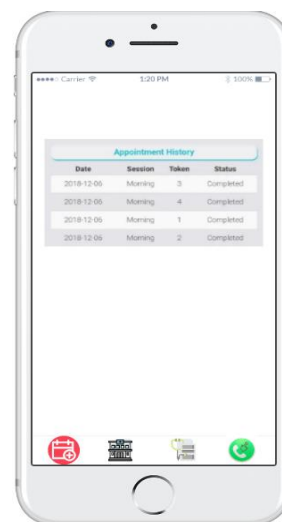 Carrier 1:20 PM 100%
Appointment History
Date Session Token Status
2018-12-06 Morning 3 Completed
2018-12-06 Morning 4 Completed
2018-12-06 Morning 1 Completed
2018-12-06 Morning 2 Completed